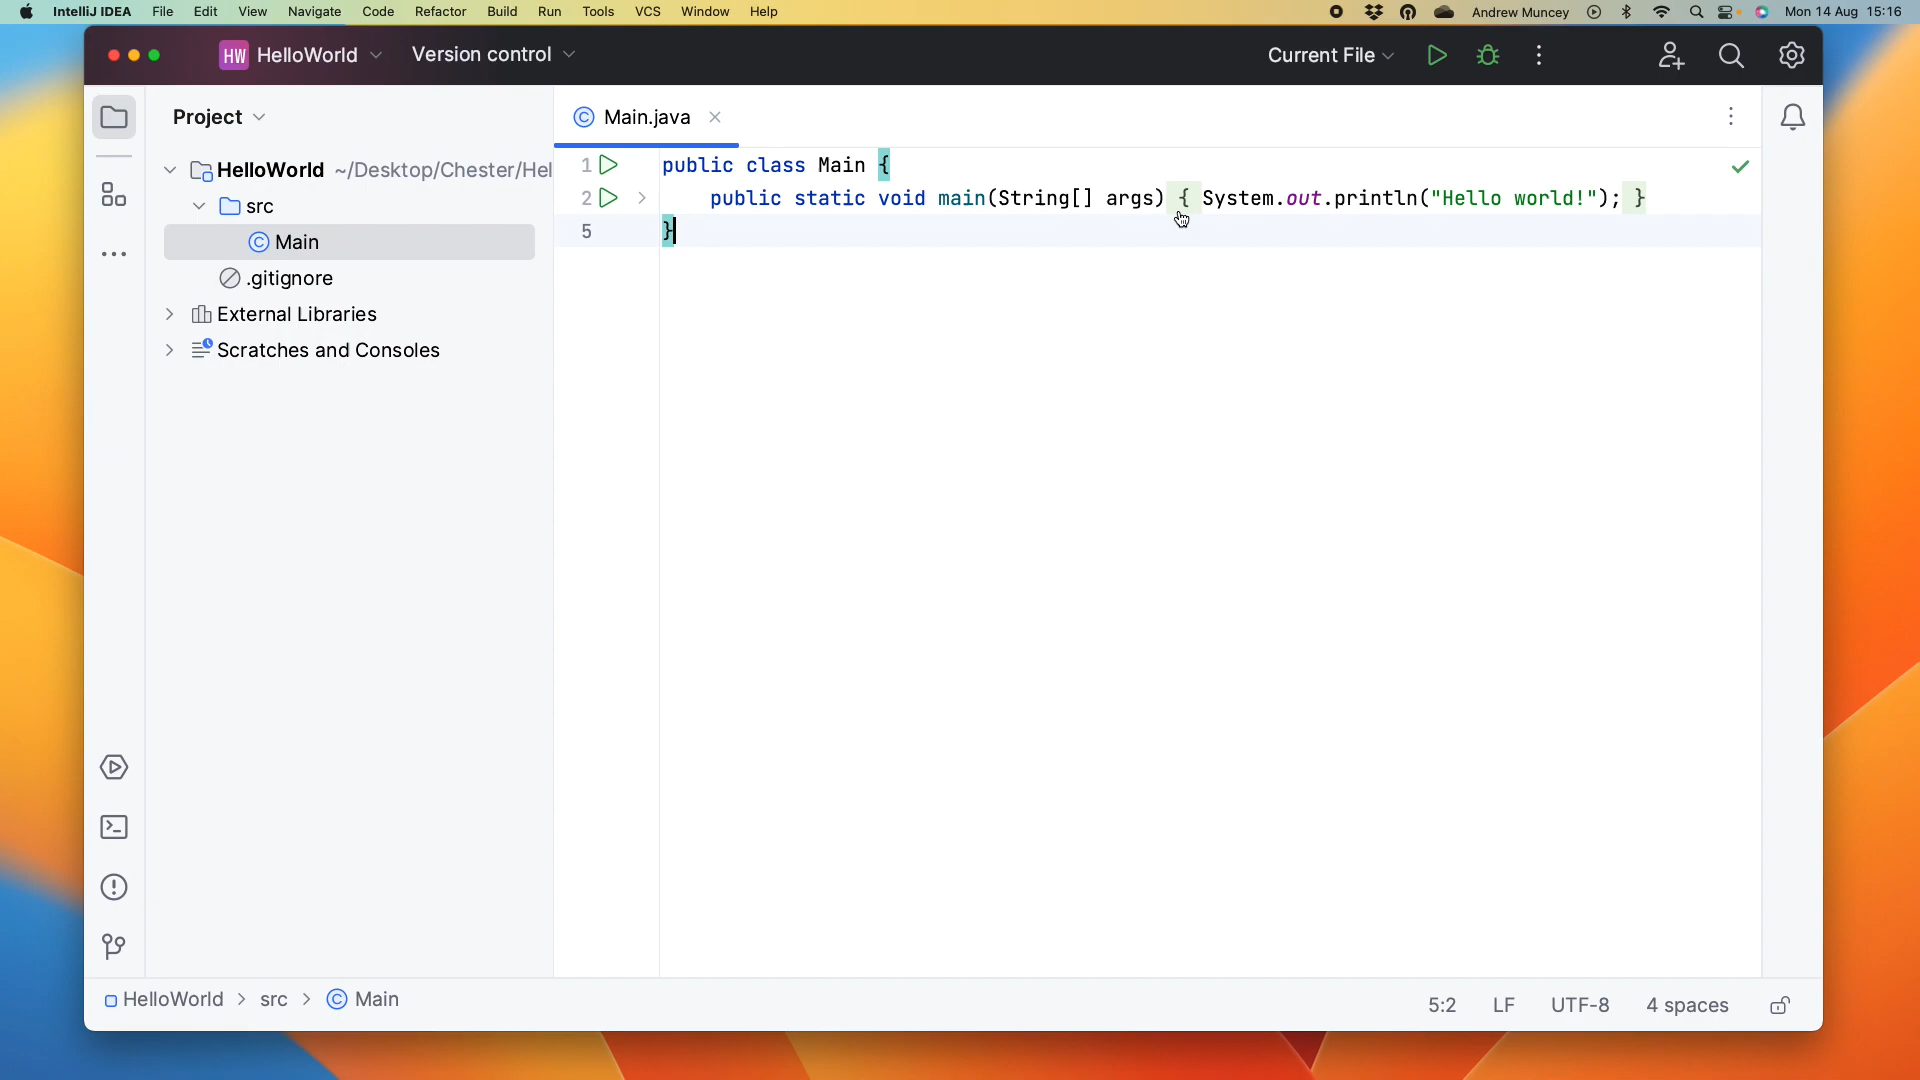 IntelliJ IDEA File Edit View Navigate Code Refactor Build Run Tools VCS Window Help Andrew Muncey Mon 14 Aug 15:16
HW HelloWorld Version control Current File
Project
Main.java
HelloWorld ~/Desktop/Chester/Hel
src
Main
.gitignore
External Libraries
Scratches and Consoles
1 public class Main {
2 public static void main(String[] args) { System.out.println("Hello world!"); }
5 }
HelloWorld > src > Main
5:2 LF UTF-8 4 spaces